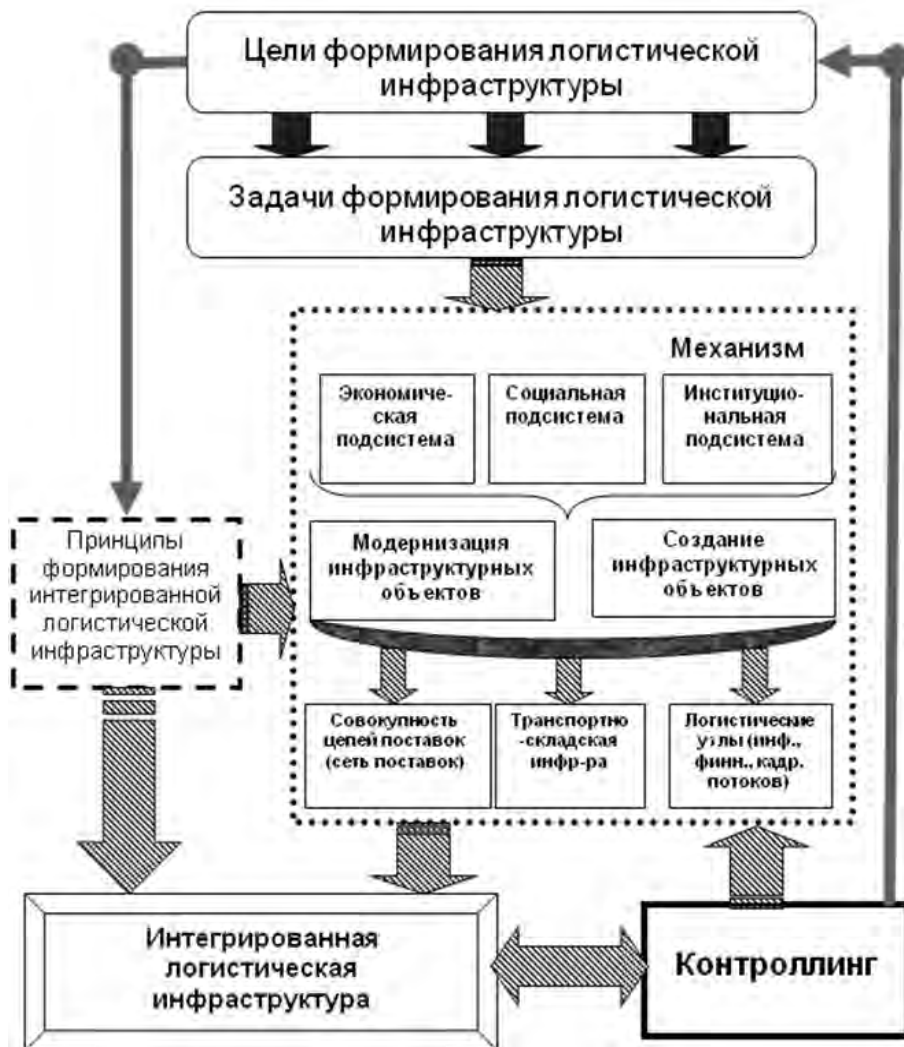 Цели формирования логистической
инфраструктуры
Задачи формирования логистической
инфраструктуры
Механизм
Экономиче-
ская
подсистема
Социальная
подсистема
Институцио-
нальная
подсистема
Принципы
формирования
интегрированной
логистической
инфраструктуры
Модернизация
инфраструктурных
объектов
Создание
инфраструктурных
объектов
Совокупность
цепей поставок
(сеть поставок)
Транспортно
-складская
инфр-ра
Логистические
узлы (инф.,
финн., кадр.
потоков)
Интегрированная
логистическая
инфраструктура
Контроллинг